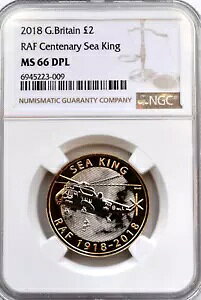 2018 G.Britain £2
RAF Centenary Sea King
MS 66 DPL
6945223-009
NUMISMATIC GUARANTY COMPANY
NGC
SEA KING
RAF 1918-2018